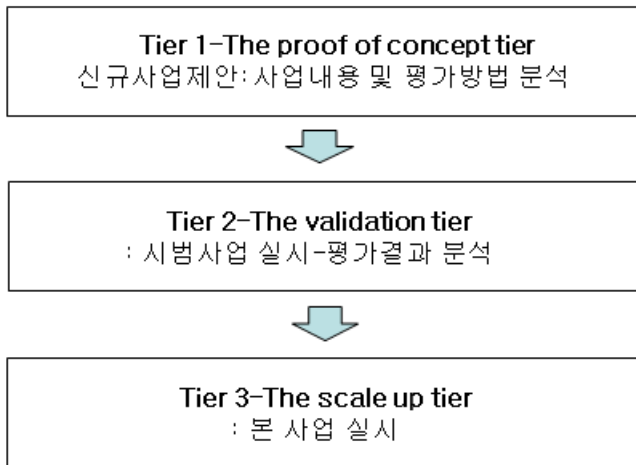 Tier 1-The proof of concept tier
신규사업제안: 사업내용 및 평가방법 분석
Tier 2-The validation tier
: 시범사업 실시-평가결과 분석
Tier 3-The scale up tier
: 본 사업 실시